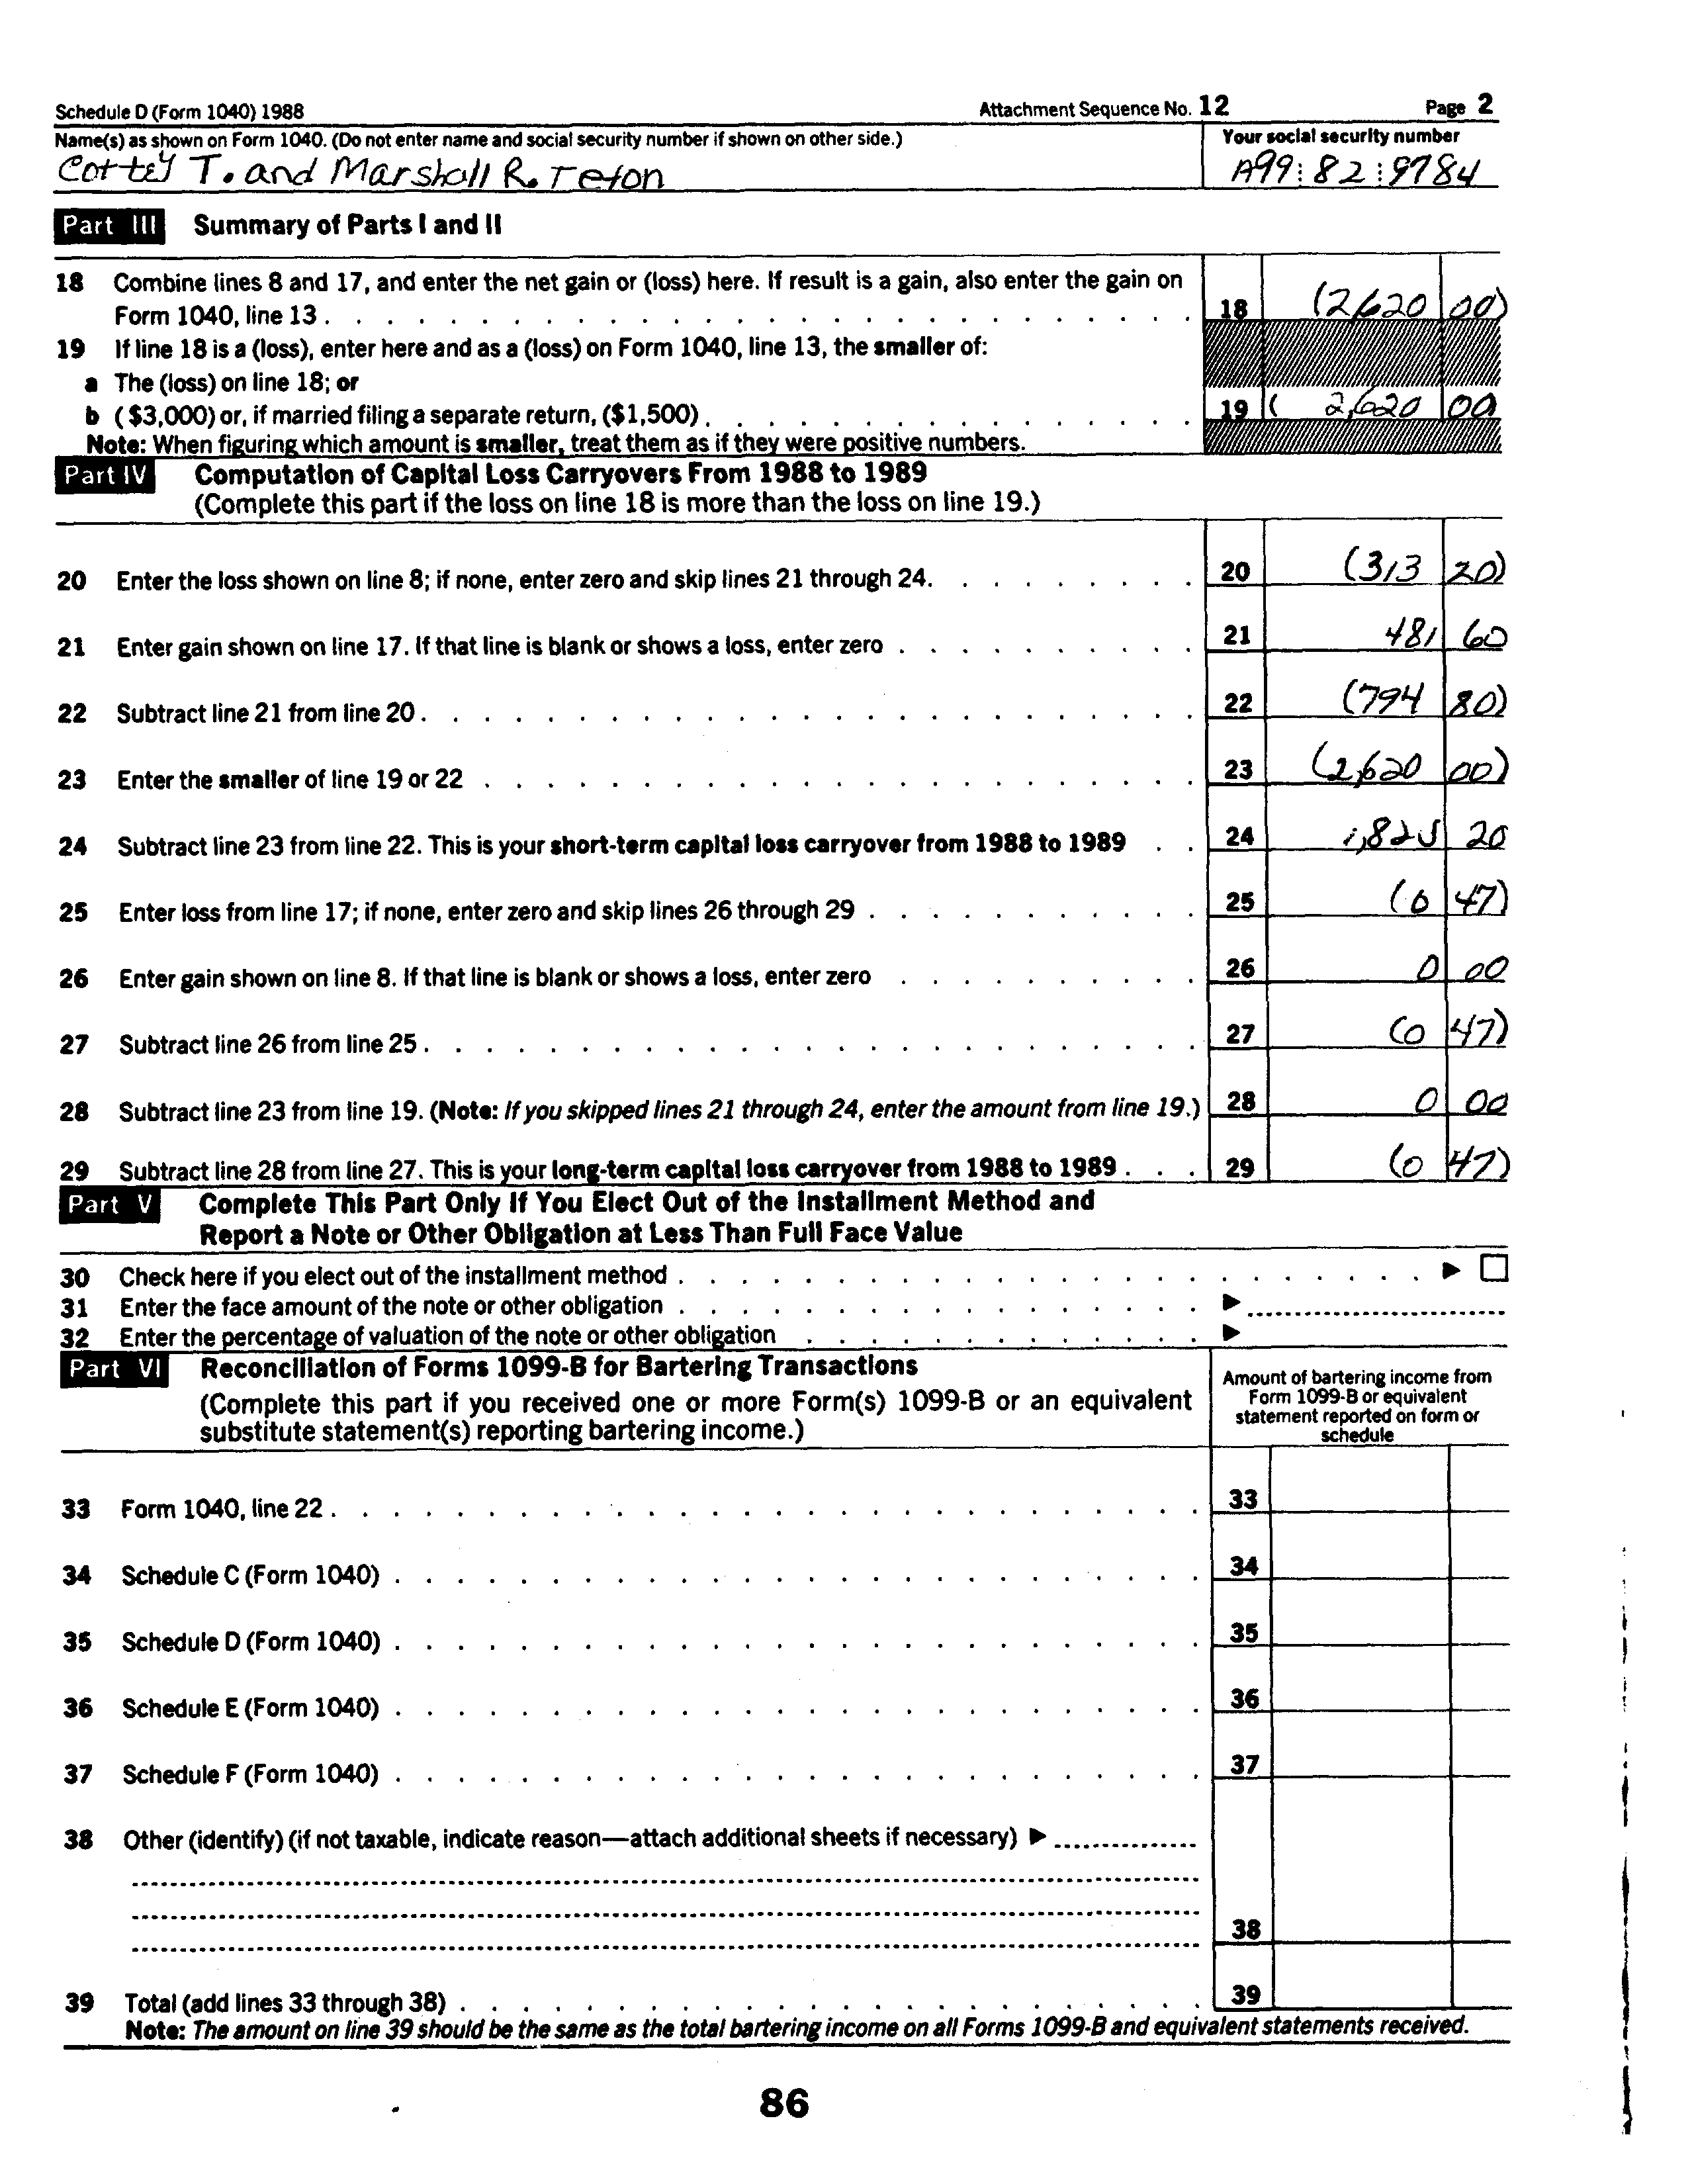 Schedule D (Form 1040) 1988 Attachment Sequence No. 12 Page 2
Name(s) as shown on Form 1040. (Do not enter name and social security number if shown on other side.) Your social security number
Cottey T. and Marshall R. Teton A99:82:9784
Part III Summary of Parts I and II
18 Combine lines 8 and 17, and enter the net gain or (loss) here. If result is a gain, also enter the gain on
Form 1040, line 13 18 (2,620 00)
19 If line 18 is a (loss), enter here and as a (loss) on Form 1040, line 13, the smaller of:
a The (loss) on line 18; or
b ($3,000) or, if married filing a separate return, ($1,500) 19 ( 2,620 00)
Note: When figuring which amount is smaller, treat them as if they were positive numbers.
Part IV Computation of Capital Loss Carryovers From 1988 to 1989
(Complete this part if the loss on line 18 is more than the loss on line 19.)
20 Enter the loss shown on line 8; if none, enter zero and skip lines 21 through 24. 20 (313 20)
21 Enter gain shown on line 17. If that line is blank or shows a loss, enter zero 21 481 60
22 Subtract line 21 from line 20 22 (794 80)
23 Enter the smaller of line 19 or 22 23 (2,620 00)
24 Subtract line 23 from line 22. This is your short-term capital loss carryover from 1988 to 1989 24 1,825 20
25 Enter loss from line 17; if none, enter zero and skip lines 26 through 29 25 (0 47)
26 Enter gain shown on line 8. If that line is blank or shows a loss, enter zero 26 0 00
27 Subtract line 26 from line 25 27 (0 47)
28 Subtract line 23 from line 19. (Note: If you skipped lines 21 through 24, enter the amount from line 19.) 28 0 00
29 Subtract line 28 from line 27. This is your long-term capital loss carryover from 1988 to 1989 29 (0 47)
Part V Complete This Part Only If You Elect Out of the Installment Method and
Report a Note or Other Obligation at Less Than Full Face Value
30 Check here if you elect out of the installment method ▶ ☐
31 Enter the face amount of the note or other obligation ▶
32 Enter the percentage of valuation of the note or other obligation ▶
Part VI Reconciliation of Forms 1099-B for Bartering Transactions
(Complete this part if you received one or more Form(s) 1099-B or an equivalent
substitute statement(s) reporting bartering income.)
Amount of bartering income from
Form 1099-B or equivalent
statement reported on form or
schedule
33 Form 1040, line 22 33
34 Schedule C (Form 1040) 34
35 Schedule D (Form 1040) 35
36 Schedule E (Form 1040) 36
37 Schedule F (Form 1040) 37
38 Other (identify) (if not taxable, indicate reason—attach additional sheets if necessary) ▶
38
39 Total (add lines 33 through 38) 39
Note: The amount on line 39 should be the same as the total bartering income on all Forms 1099-B and equivalent statements received.
86